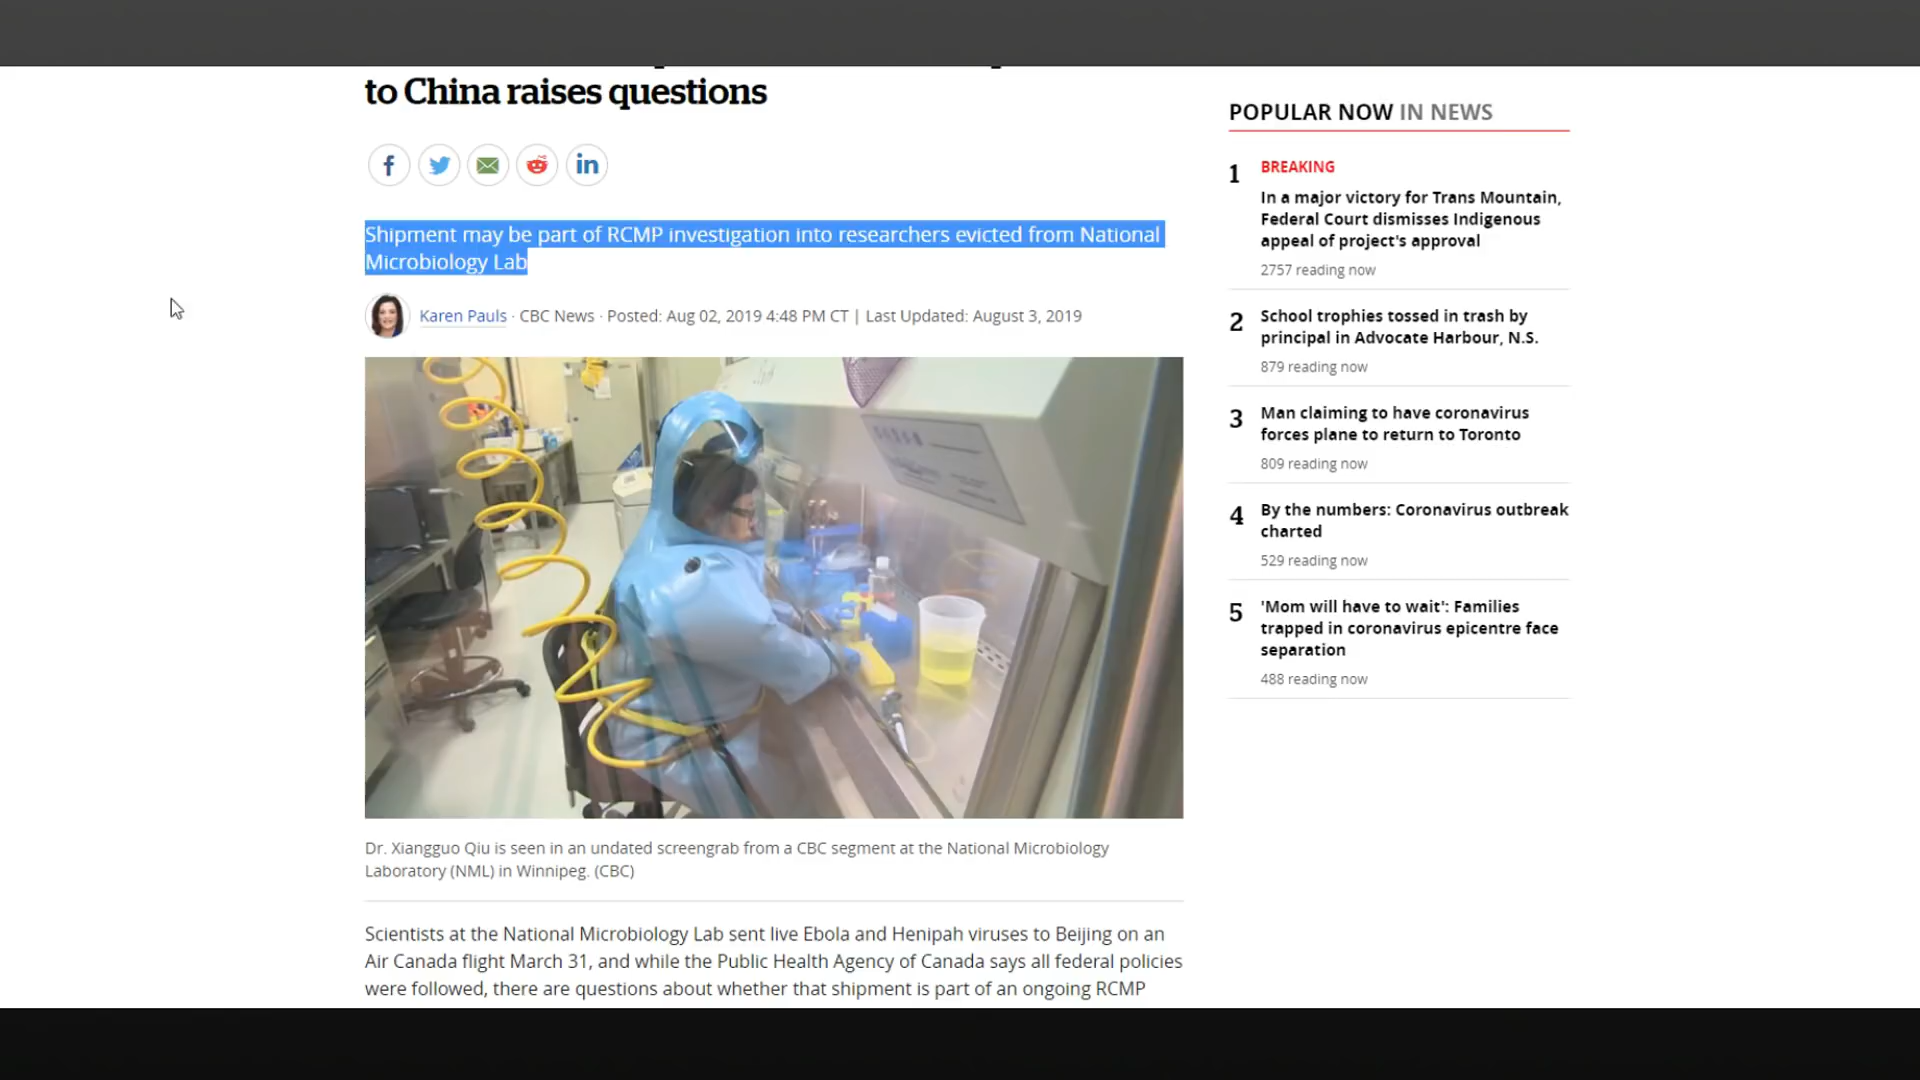 to China raises questions
Shipment may be part of RCMP investigation into researchers evicted from National
Microbiology Lab
Karen Pauls · CBC News · Posted: Aug 02, 2019 4:48 PM CT | Last Updated: August 3, 2019
Dr. Xiangguo Qiu is seen in an undated screengrab from a CBC segment at the National Microbiology
Laboratory (NML) in Winnipeg. (CBC)
Scientists at the National Microbiology Lab sent live Ebola and Henipah viruses to Beijing on an
Air Canada flight March 31, and while the Public Health Agency of Canada says all federal policies
were followed, there are questions about whether that shipment is part of an ongoing RCMP
POPULAR NOW IN NEWS
1 BREAKING
In a major victory for Trans Mountain,
Federal Court dismisses Indigenous
appeal of project's approval
2757 reading now
2 School trophies tossed in trash by
principal in Advocate Harbour, N.S.
879 reading now
3 Man claiming to have coronavirus
forces plane to return to Toronto
809 reading now
4 By the numbers: Coronavirus outbreak
charted
529 reading now
5 'Mom will have to wait': Families
trapped in coronavirus epicentre face
separation
488 reading now